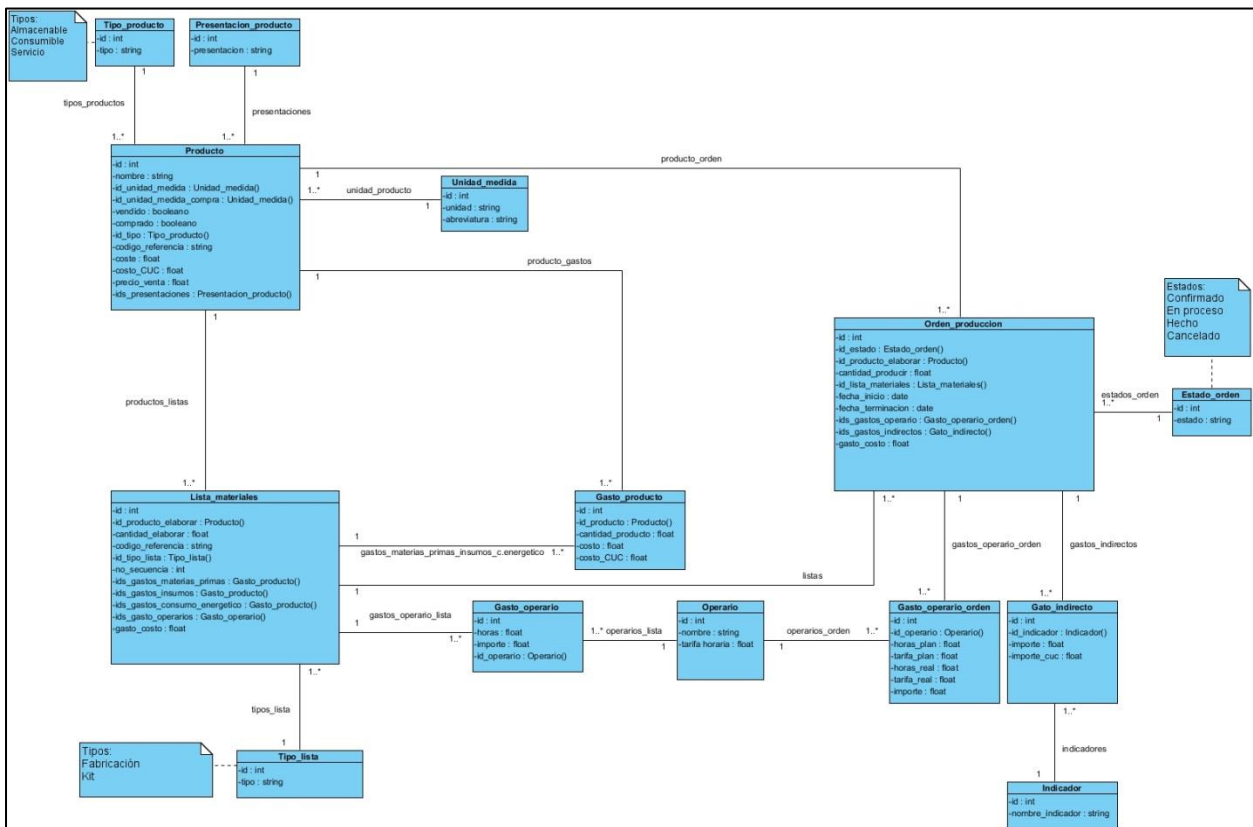 Tipos:
Almacenable
Consumible
Servicio
Tipo_producto
-id : int
-tipo : string
Presentacion_producto
-id : int
-presentacion : string
1
1
tipos_productos
presentaciones
1..*
1..*
Producto
-id : int
-nombre : string
-id_unidad_medida : Unidad_medida()
-id_unidad_medida_compra : Unidad_medida()
-vendido : booleano
-comprado : booleano
-id_tipo : Tipo_producto()
-codigo_referencia : string
-coste : float
-costo_CUC : float
-precio_venta : float
-ids_presentaciones : Presentacion_producto()
producto_orden
1
1..*
unidad_producto
1
Unidad_medida
-id : int
-unidad : string
-abreviatura : string
producto_gastos
1
1
Estados:
Confirmado
En proceso
Hecho
Cancelado
1..*
Orden_produccion
-id : int
-id_estado : Estado_orden()
-id_producto_elaborar : Producto()
-cantidad_producir : float
-id_lista_materiales : Lista_materiales()
-fecha_inicio : date
-fecha_terminacion : date
-ids_gastos_operario : Gasto_operario_orden()
-ids_gastos_indirectos : Gato_indirecto()
-gasto_costo : float
estados_orden
1..*
1
Estado_orden
-id : int
-estado : string
productos_listas
1..*
1..*
1..*
1
1
Lista_materiales
-id : int
-id_producto_elaborar : Producto()
-cantidad_elaborar : float
-codigo_referencia : string
-id_tipo_lista : Tipo_lista()
-no_secuencia : int
-ids_gastos_materias_primas : Gasto_producto()
-ids_gastos_insumos : Gasto_producto()
-ids_gastos_consumo_energetico : Gasto_producto()
-ids_gasto_operarios : Gasto_operario()
-gasto_costo : float
1
gastos_materias_primas_insumos_c.energetico
1..*
Gasto_producto
-id : int
-id_producto : Producto()
-cantidad_producto : float
-costo : float
-costo_CUC : float
gastos_operario_orden
gastos_indirectos
listas
1
gastos_operario_lista
1
1..*
Gasto_operario
-id : int
-horas : float
-importe : float
-id_operario : Operario()
1..*
operarios_lista
1
Operario
-id : int
-nombre : string
-tarifa horaria : float
operarios_orden
1
1..*
1..*
1..*
Gasto_operario_orden
-id : int
-id_operario : Operario()
-horas_plan : float
-tarifa_plan : float
-horas_real : float
-tarifa_real : float
-importe : float
Gato_indirecto
-id : int
-id_indicador : Indicador()
-importe : float
-importe_cuc : float
1..*
tipos_lista
1
1..*
indicadores
1
Tipos:
Fabricación
Kit
Tipo_lista
-id : int
-tipo : string
Indicador
-id : int
-nombre_indicador : string